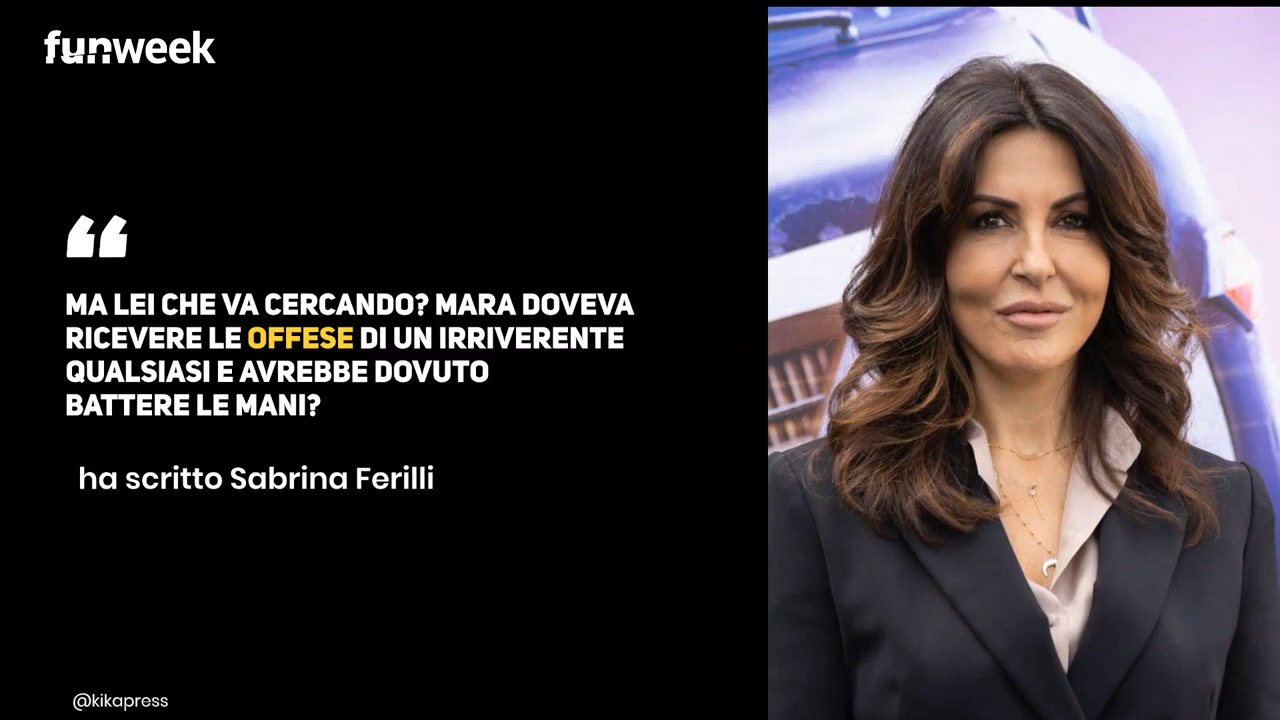 funweek
“
MA LEI CHE VA CERCANDO? MARA DOVEVA
RICEVERE LE OFFESE DI UN IRRIVERENTE
QUALSIASI E AVREBBE DOVUTO
BATTERE LE MANI?
ha scritto Sabrina Ferilli
@kikapress